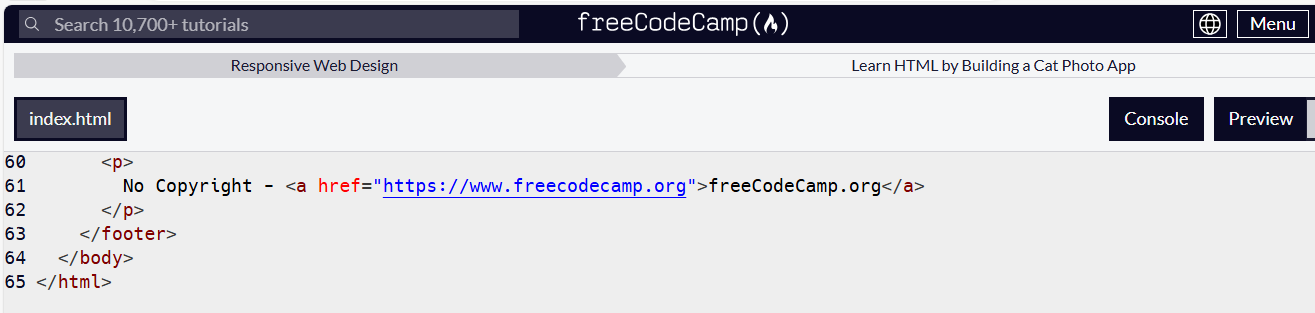 Search 10,700+ tutorials
freeCodeCamp
Menu
Responsive Web Design
Learn HTML by Building a Cat Photo App
index.html
Console
Preview
60 <p>
61 No Copyright - <a href="https://www.freecodecamp.org">freeCodeCamp.org</a>
62 </p>
63 </footer>
64 </body>
65 </html>